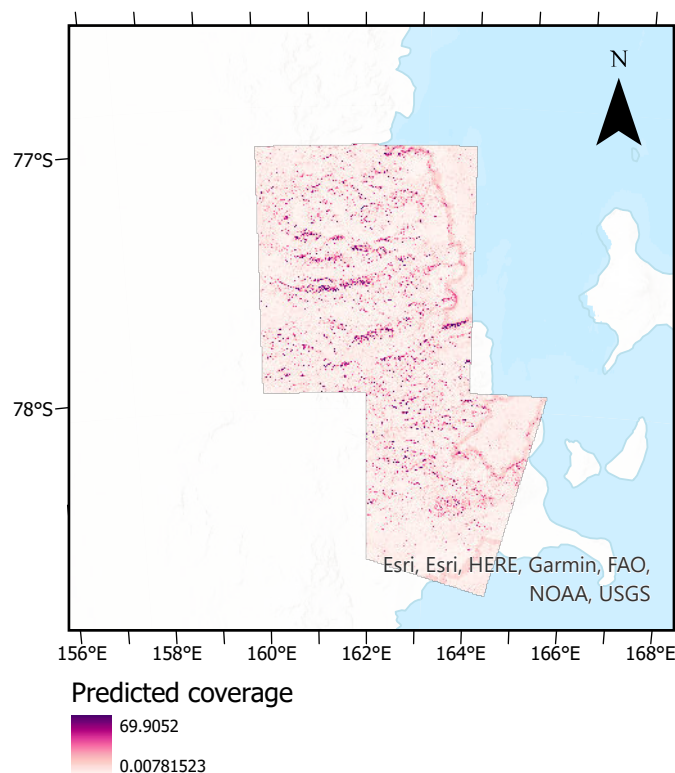 N
77°S
78°S
Esri, Esri, HERE, Garmin, FAO,
NOAA, USGS
156°E 158°E 160°E 162°E 164°E 166°E 168°E
Predicted coverage
69.9052
0.00781523